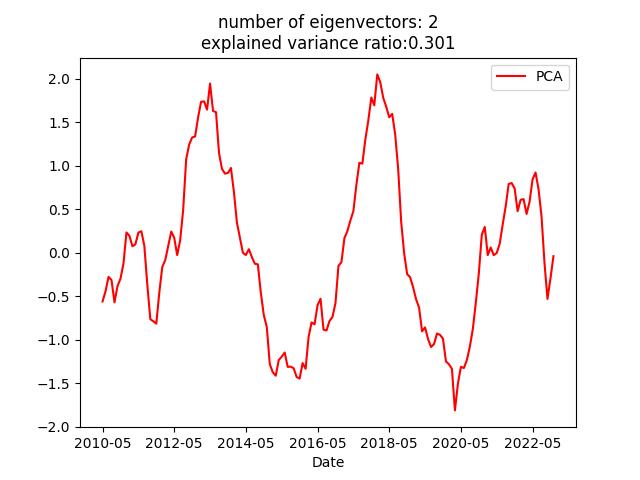 number of eigenvectors: 2
explained variance ratio:0.301
PCA
2.0
1.5
1.0
0.5
0.0
−0.5
−1.0
−1.5
−2.0
2010-05 2012-05 2014-05 2016-05 2018-05 2020-05 2022-05
Date